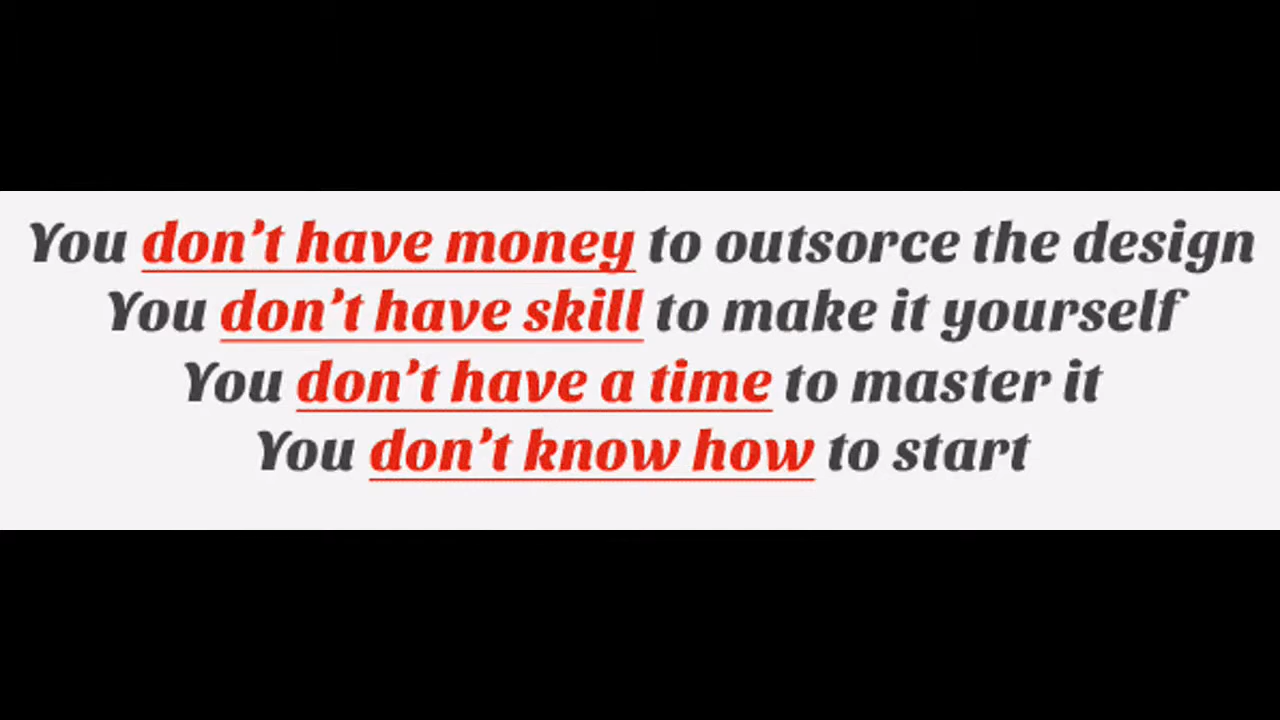 You don't have money to outsorce the design
You don't have skill to make it yourself
You don't have a time to master it
You don't know how to start